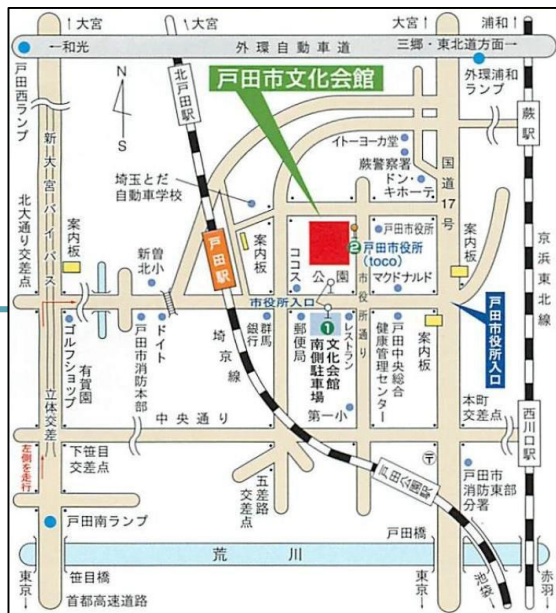 ↑大宮
↑大宮
大宮↑
浦和↑
←和光
外環自動車道
三郷・東北道方面→
戸田西ランプ
N
S
北戸田駅
戸田市文化会館
外環浦和
ランプ
蕨駅
イトーヨーカ堂
蕨警察署
ドン・
キホーテ
国道17号
新大宮バイパス
埼玉とだ
自動車学校
北大通り交差点
案内板
新曽
北小
戸田駅
案内板
ココス
戸田市役所
❷戸田市役所
(toco)
公園
マクドナルド
案内板
京浜東北線
市役所入口
市役所通り
戸田市役所入口
ゴルフショップ
有賀園
戸田市消防本部
ドイト
埼京線
群馬
銀行
郵便局
❶
文化会館
南側駐車場
レストラン
戸田中央総合
健康管理センター
案内板
立体交差
中央通り
第一小
本町
交差点
西川口駅
左側を走行
下笹目
交差点
五差路
交差点
〒
戸田公園駅
戸田市
消防東部
分署
戸田南ランプ
戸田橋
荒川
東京↓
笹目橋
首都高速道路
東京↓
池袋↓
↓赤羽